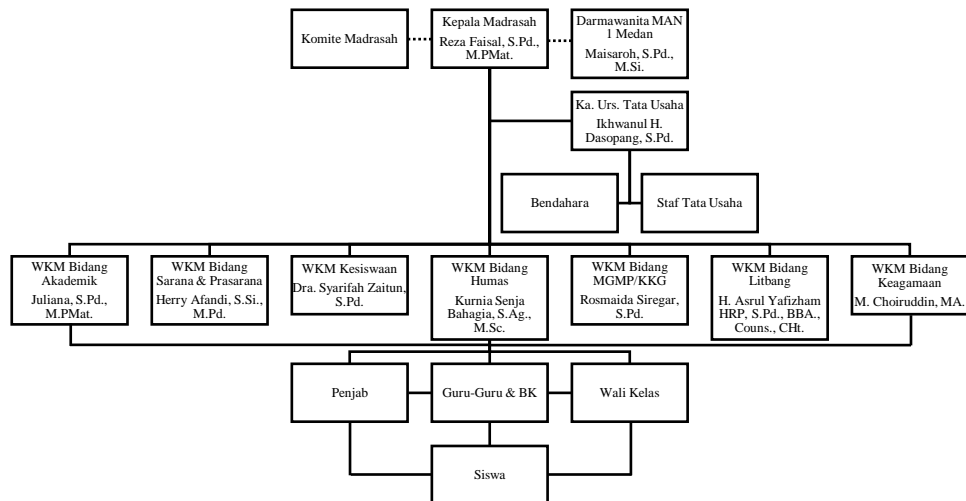 Komite Madrasah
Kepala Madrasah
Reza Faisal, S.Pd.,
M.PMat.
Darmawanita MAN
1 Medan
Maisaroh, S.Pd.,
M.Si.
Ka. Urs. Tata Usaha
Ikhwanul H.
Dasopang, S.Pd.
Bendahara
Staf Tata Usaha
WKM Bidang
Akademik
Juliana, S.Pd.,
M.PMat.
WKM Bidang
Sarana & Prasarana
Herry Afandi, S.Si.,
M.Pd.
WKM Kesiswaan
Dra. Syarifah Zaitun,
S.Pd.
WKM Bidang
Humas
Kurnia Senja
Bahagia, S.Ag.,
M.Sc.
WKM Bidang
MGMP/KKG
Rosmaida Siregar,
S.Pd.
WKM Bidang
Litbang
H. Asrul Yafizham
HRP, S.Pd., BBA.,
Couns., CHt.
WKM Bidang
Keagamaan
M. Choiruddin, MA.
Penjab
Guru-Guru & BK
Wali Kelas
Siswa